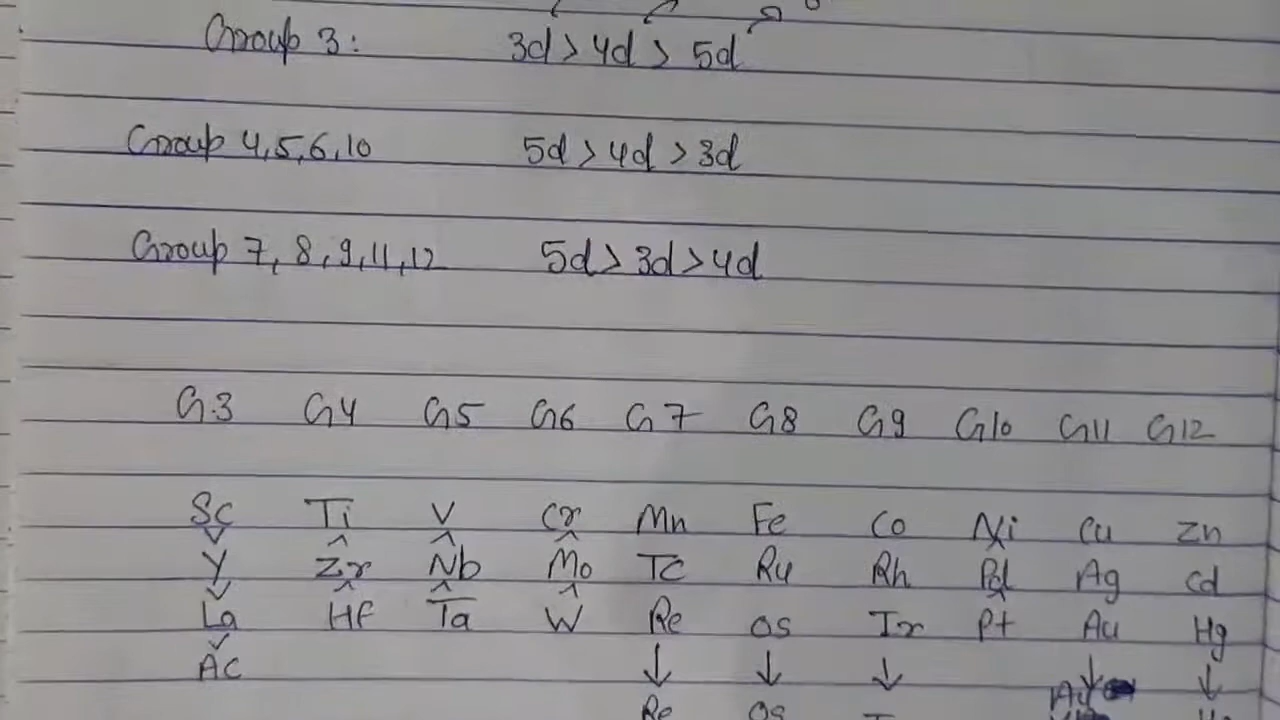 Group 3: 3d > 4d > 5d
Group 4,5,6,10 5d > 4d > 3d
Group 7, 8, 9, 11, 12 5d > 3d > 4d
G3 G4 G5 G6 G7 G8 G9 G10 G11 G12
Sc Ti V Cr Mn Fe Co Ni Cu Zn
Y Zr Nb Mo TC Ru Rh Pd Ag Cd
La Hf Ta W Re Os Ir Pt Au Hg
AC
Re Os